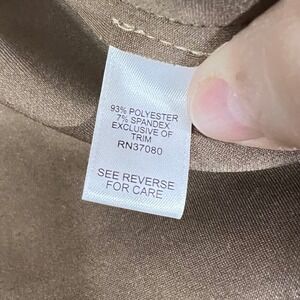 93% POLYESTER
7% SPANDEX
EXCLUSIVE OF
TRIM
RN37080
SEE REVERSE
FOR CARE